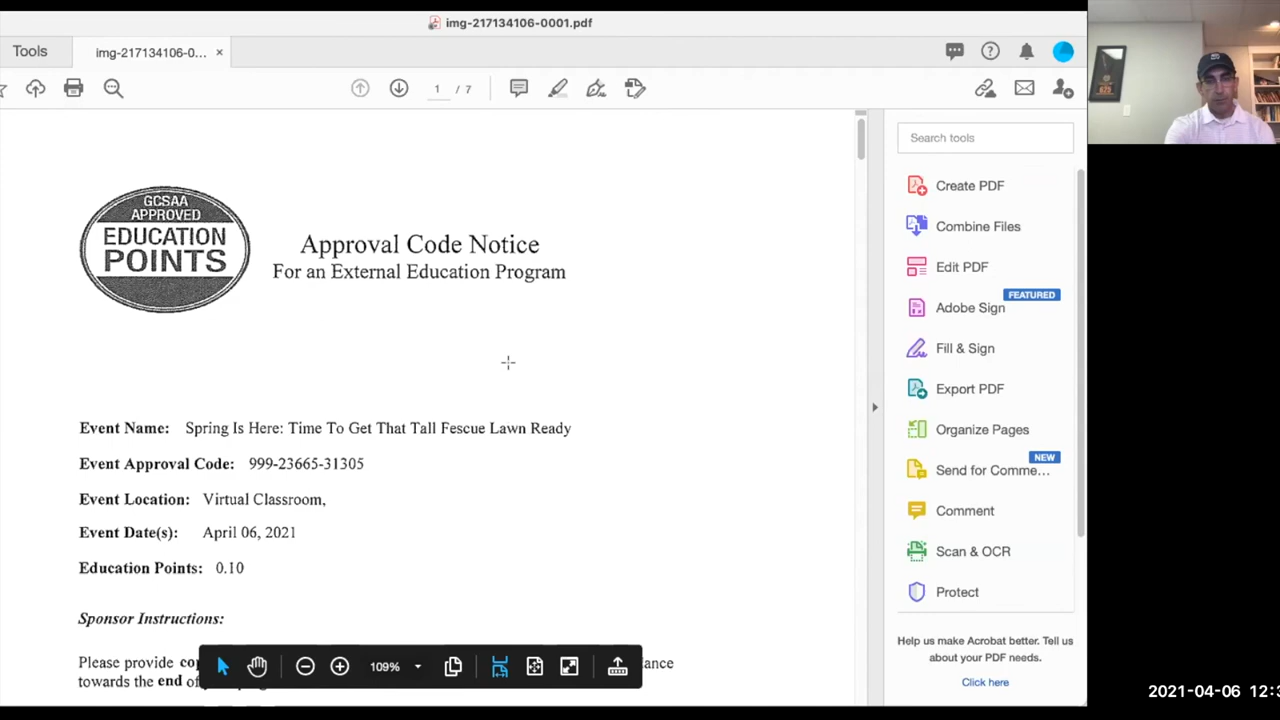 img-217134106-0001.pdf
Tools
img-217134106-0...
1 / 7
Search tools
GCSAA
APPROVED
EDUCATION
POINTS
Approval Code Notice
For an External Education Program
Create PDF
Combine Files
Edit PDF
FEATURED
Adobe Sign
Fill & Sign
Export PDF
Organize Pages
NEW
Send for Comme...
Comment
Scan & OCR
Protect
Event Name: Spring Is Here: Time To Get That Tall Fescue Lawn Ready
Event Approval Code: 999-23665-31305
Event Location: Virtual Classroom,
Event Date(s): April 06, 2021
Education Points: 0.10
Sponsor Instructions:
Please provide
towards the end of
109%
Help us make Acrobat better. Tell us
about your PDF needs.
Click here
2021-04-06 12:3